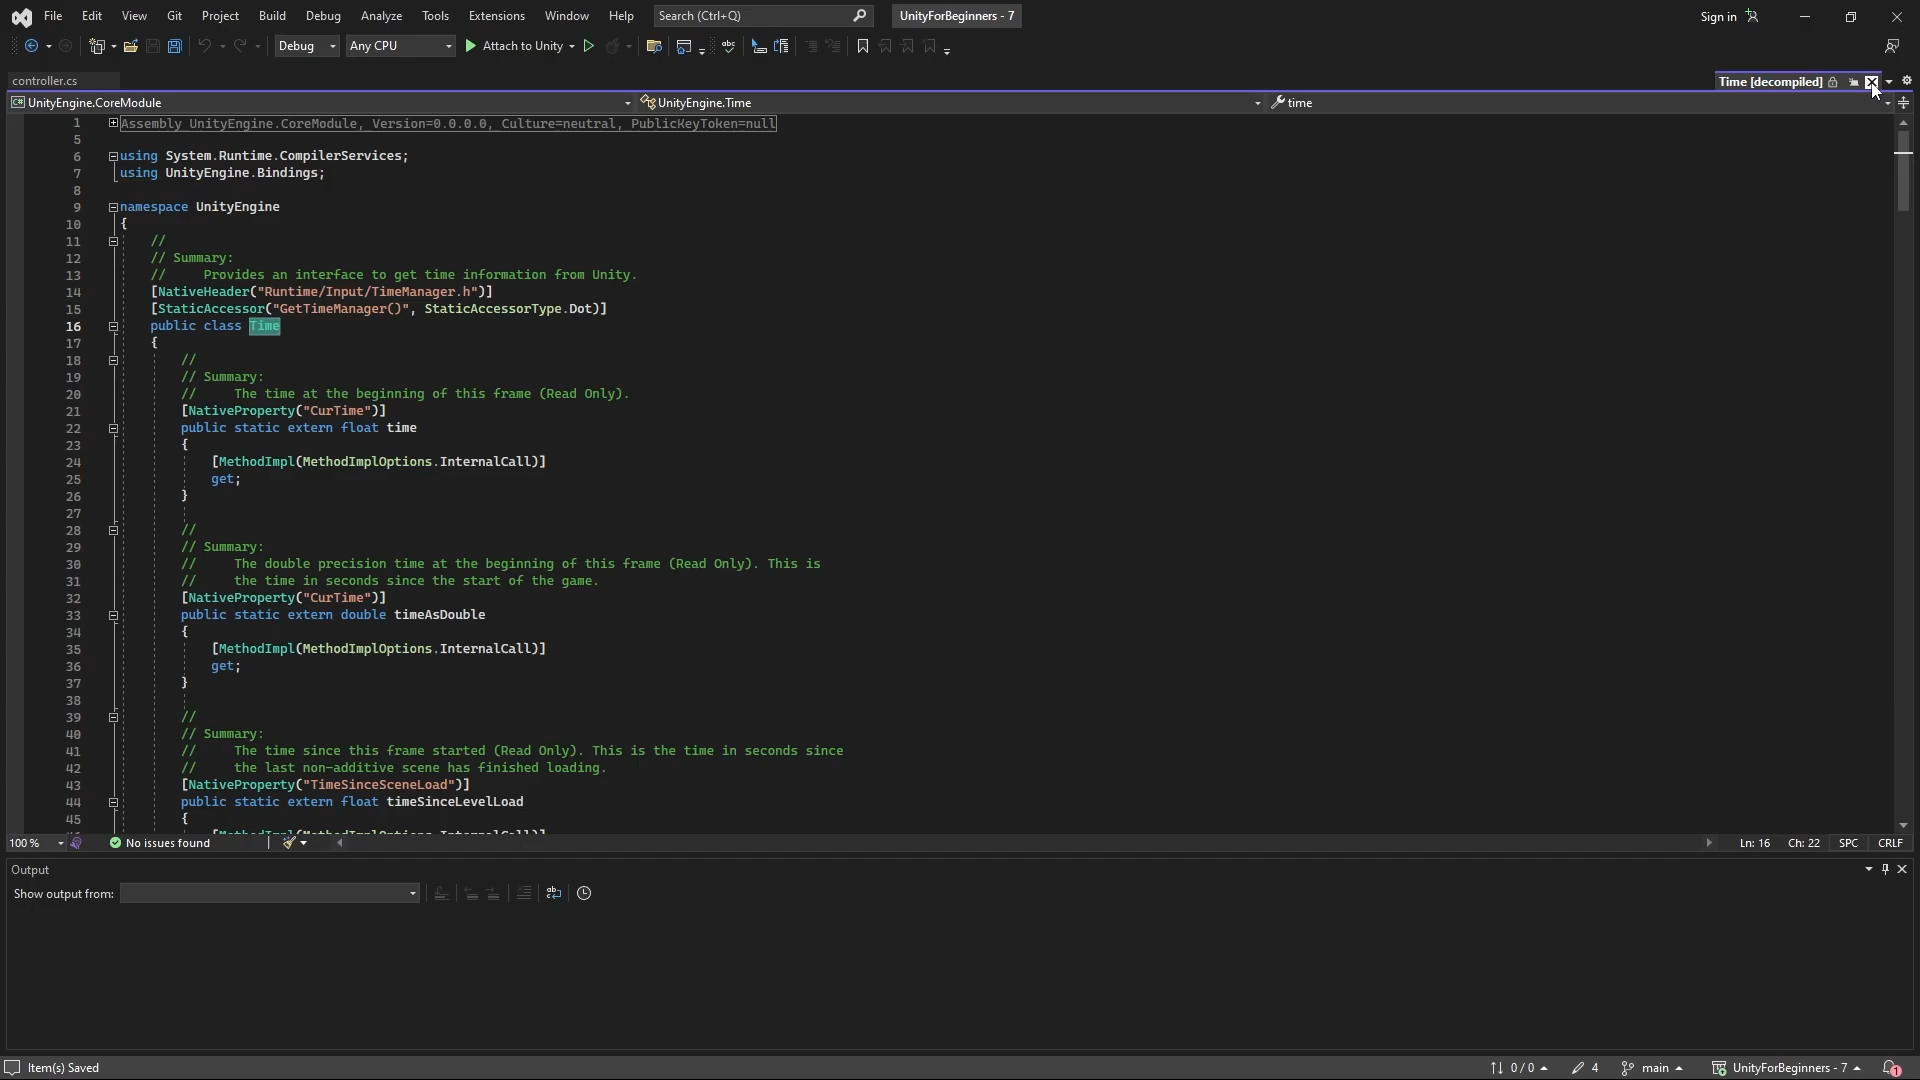 File Edit View Git Project Build Debug Analyze Tools Extensions Window Help Search (Ctrl+Q) UnityForBeginners - 7 Sign in
Debug Any CPU Attach to Unity
controller.cs Time [decompiled]
UnityEngine.CoreModule UnityEngine.Time time
1 Assembly UnityEngine.CoreModule, Version=0.0.0.0, Culture=neutral, PublicKeyToken=null
5
6 using System.Runtime.CompilerServices;
7 using UnityEngine.Bindings;
8
9 namespace UnityEngine
10 {
11 //
12 // Summary:
13 // Provides an interface to get time information from Unity.
14 [NativeHeader("Runtime/Input/TimeManager.h")]
15 [StaticAccessor("GetTimeManager()", StaticAccessorType.Dot)]
16 public class Time
17 {
18 //
19 // Summary:
20 // The time at the beginning of this frame (Read Only).
21 [NativeProperty("CurTime")]
22 public static extern float time
23 {
24 [MethodImpl(MethodImplOptions.InternalCall)]
25 get;
26 }
27
28 //
29 // Summary:
30 // The double precision time at the beginning of this frame (Read Only). This is
31 // the time in seconds since the start of the game.
32 [NativeProperty("CurTime")]
33 public static extern double timeAsDouble
34 {
35 [MethodImpl(MethodImplOptions.InternalCall)]
36 get;
37 }
38
39 //
40 // Summary:
41 // The time since this frame started (Read Only). This is the time in seconds since
42 // the last non-additive scene has finished loading.
43 [NativeProperty("TimeSinceSceneLoad")]
44 public static extern float timeSinceLevelLoad
45 {
[MethodImpl(MethodImplOptions.InternalCall)]
100 % No issues found Ln: 16 Ch: 22 SPC CRLF
Output
Show output from:
Item(s) Saved 0 / 0 4 main UnityForBeginners - 7 1